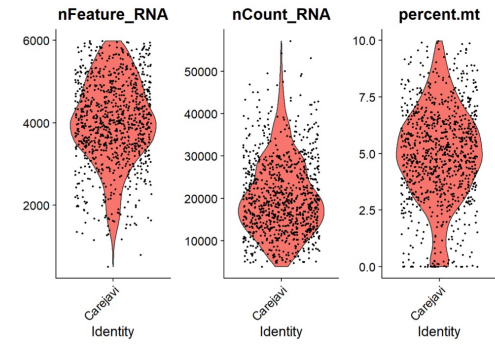 nFeature_RNA
6000
4000
2000
Carejavi
Identity
nCount_RNA
50000
40000
30000
20000
10000
Carejavi
Identity
percent.mt
10.0
7.5
5.0
2.5
0.0
Carejavi
Identity